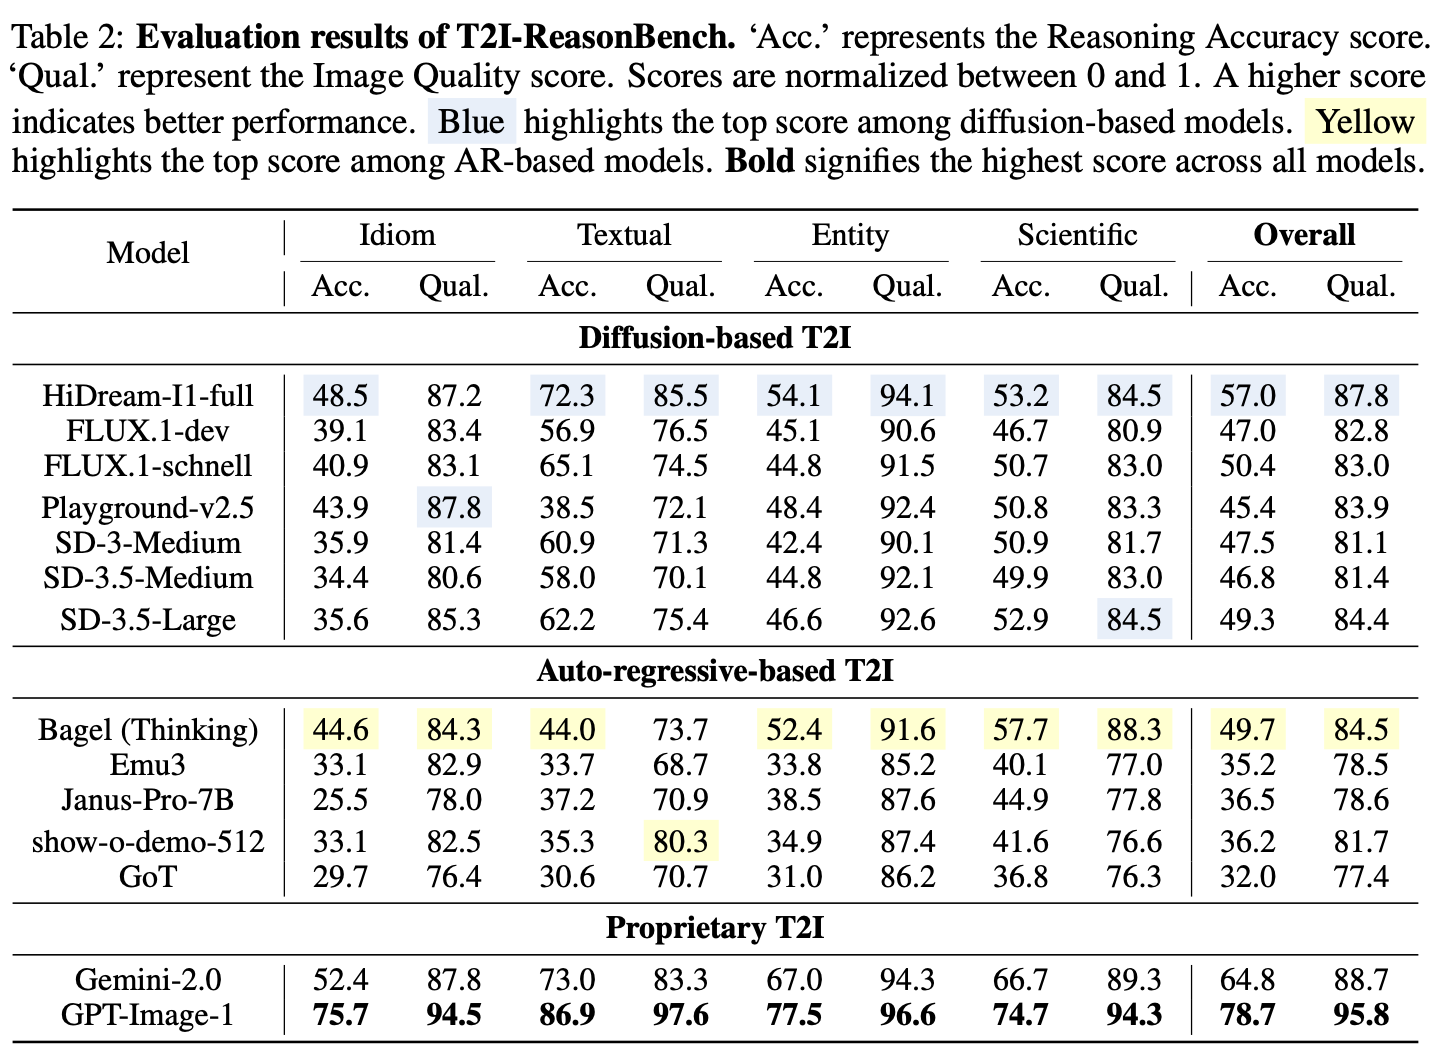 Table 2: Evaluation results of T2I-ReasonBench. ‘Acc.’ represents the Reasoning Accuracy score.
‘Qual.’ represent the Image Quality score. Scores are normalized between 0 and 1. A higher score
indicates better performance. Blue highlights the top score among diffusion-based models. Yellow
highlights the top score among AR-based models. Bold signifies the highest score across all models.
Model Idiom Textual Entity Scientific Overall
Acc. Qual. Acc. Qual. Acc. Qual. Acc. Qual. Acc. Qual.
Diffusion-based T2I
HiDream-I1-full 48.5 87.2 72.3 85.5 54.1 94.1 53.2 84.5 57.0 87.8
FLUX.1-dev 39.1 83.4 56.9 76.5 45.1 90.6 46.7 80.9 47.0 82.8
FLUX.1-schnell 40.9 83.1 65.1 74.5 44.8 91.5 50.7 83.0 50.4 83.0
Playground-v2.5 43.9 87.8 38.5 72.1 48.4 92.4 50.8 83.3 45.4 83.9
SD-3-Medium 35.9 81.4 60.9 71.3 42.4 90.1 50.9 81.7 47.5 81.1
SD-3.5-Medium 34.4 80.6 58.0 70.1 44.8 92.1 49.9 83.0 46.8 81.4
SD-3.5-Large 35.6 85.3 62.2 75.4 46.6 92.6 52.9 84.5 49.3 84.4
Auto-regressive-based T2I
Bagel (Thinking) 44.6 84.3 44.0 73.7 52.4 91.6 57.7 88.3 49.7 84.5
Emu3 33.1 82.9 33.7 68.7 33.8 85.2 40.1 77.0 35.2 78.5
Janus-Pro-7B 25.5 78.0 37.2 70.9 38.5 87.6 44.9 77.8 36.5 78.6
show-o-demo-512 33.1 82.5 35.3 80.3 34.9 87.4 41.6 76.6 36.2 81.7
GoT 29.7 76.4 30.6 70.7 31.0 86.2 36.8 76.3 32.0 77.4
Proprietary T2I
Gemini-2.0 52.4 87.8 73.0 83.3 67.0 94.3 66.7 89.3 64.8 88.7
GPT-Image-1 75.7 94.5 86.9 97.6 77.5 96.6 74.7 94.3 78.7 95.8